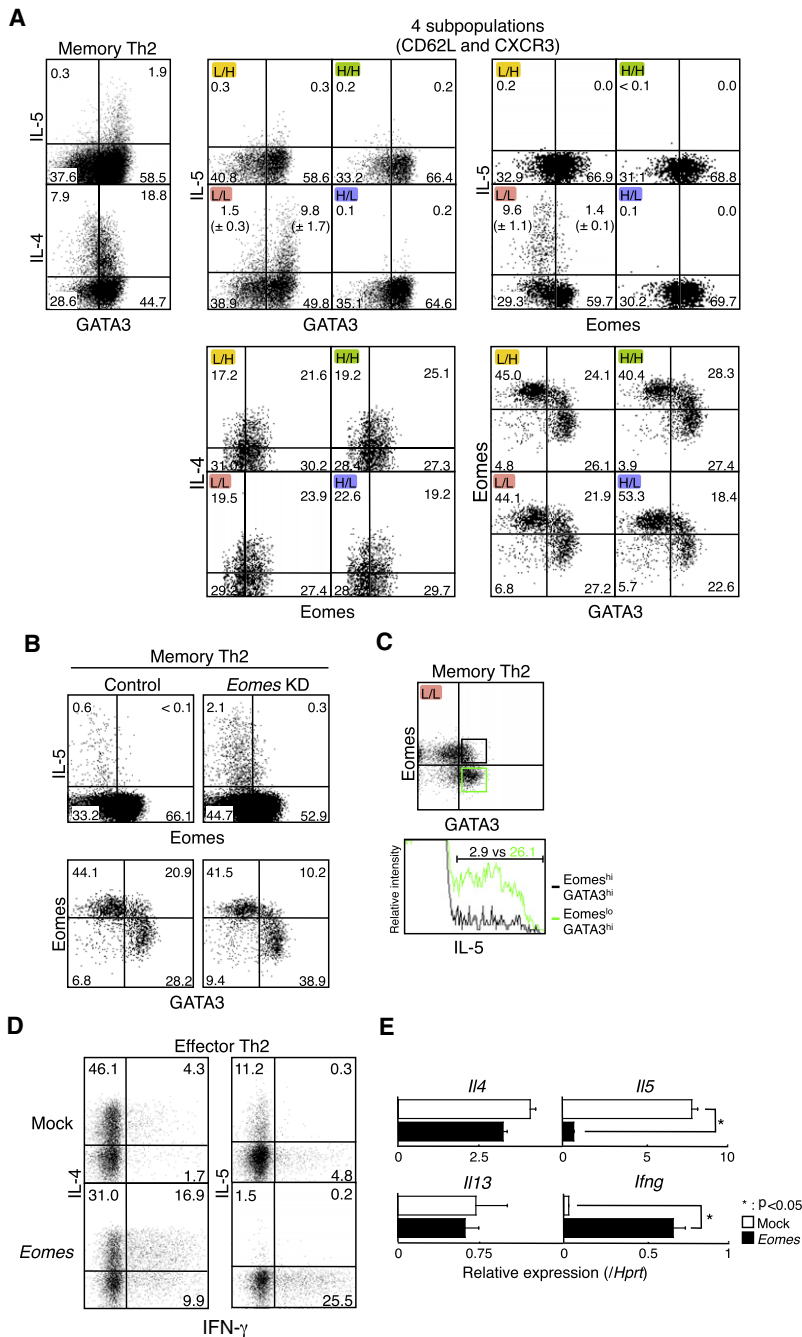 A
4 subpopulations
(CD62L and CXCR3)
Memory Th2
0.3 1.9
IL-5
37.6 58.5
7.9 18.8
IL-4
28.6 44.7
GATA3
L/H H/H
0.3 0.3 0.2 0.2
40.8 58.6 33.2 66.4
IL-5
L/L H/L
1.5 9.8 0.1 0.2
(± 0.3) (± 1.7)
38.9 49.8 35.1 64.6
GATA3
L/H H/H
0.2 0.0 < 0.1 0.0
32.9 66.9 31.1 68.8
IL-5
L/L H/L
9.6 1.4 0.1 0.0
(± 1.1) (± 0.1)
29.3 59.7 30.2 69.7
Eomes
L/H H/H
17.2 21.6 19.2 25.1
30.2 28.4 27.3
IL-4
L/L H/L
19.5 23.9 22.6 19.2
29.2 27.4 29.7
Eomes
L/H H/H
45.0 24.1 40.4 28.3
4.8 26.1 3.9 27.4
Eomes
L/L H/L
44.1 21.9 53.3 18.4
6.8 27.2 5.7 22.6
GATA3
B
Memory Th2
Control Eomes KD
0.6 < 0.1 2.1 0.3
IL-5
33.2 66.1 44.7 52.9
Eomes
44.1 20.9 41.5 10.2
Eomes
6.8 28.2 9.4 38.9
GATA3
C
Memory Th2
L/L
Eomes
GATA3
2.9 vs 26.1
Relative intensity
Eomeshi
GATA3hi
Eomeslo
GATA3hi
IL-5
D
Effector Th2
46.1 4.3 11.2 0.3
Mock
IL-4 IL-5
1.7 4.8
31.0 16.9 1.5 0.2
Eomes
9.9 25.5
IFN-γ
E
Il4 Il5
*
0 2.5 0 5 10
Il13 Ifng
*
0 0.75 0 0.5 1
* : p<0.05
Mock
Eomes
Relative expression (/Hprt)